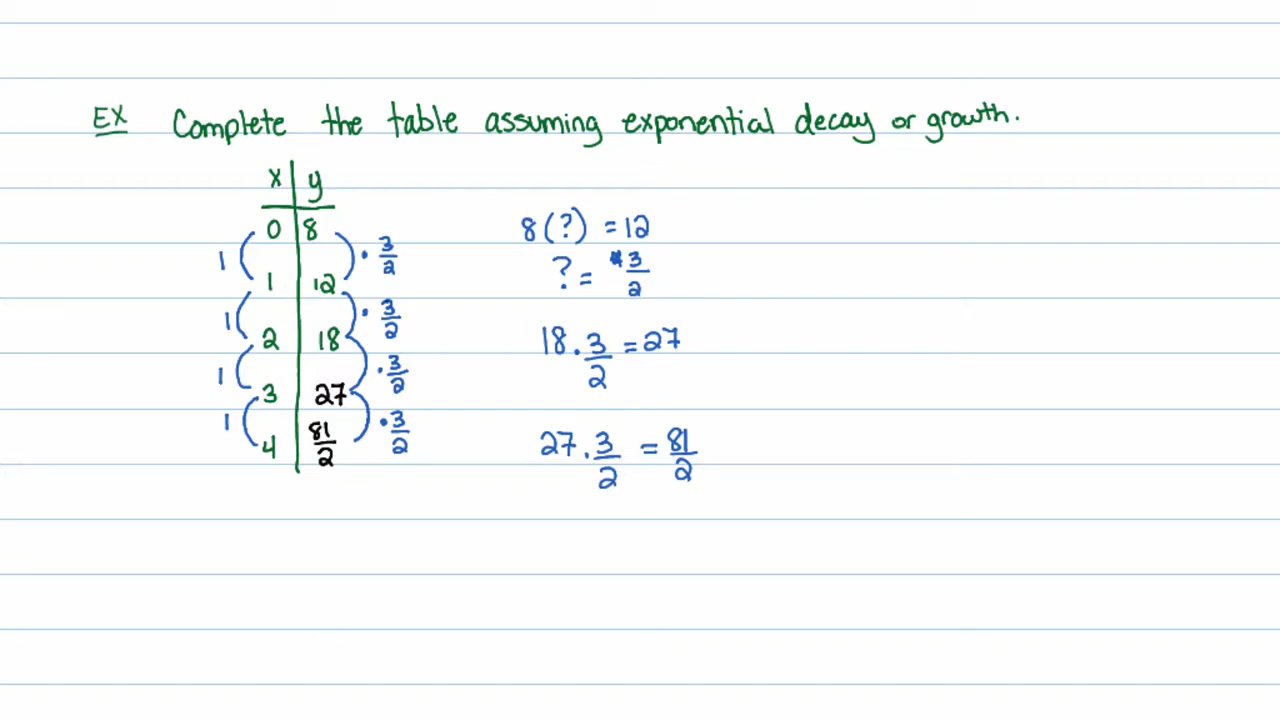 EX Complete the table assuming exponential decay or growth.
x y
0 8
1 · 3/2
1 12
1 · 3/2
2 18
1 · 3/2
3 27
1 · 3/2
4 81/2
8(?) = 12
? = 3/2
18 · 3/2 = 27
27 · 3/2 = 81/2